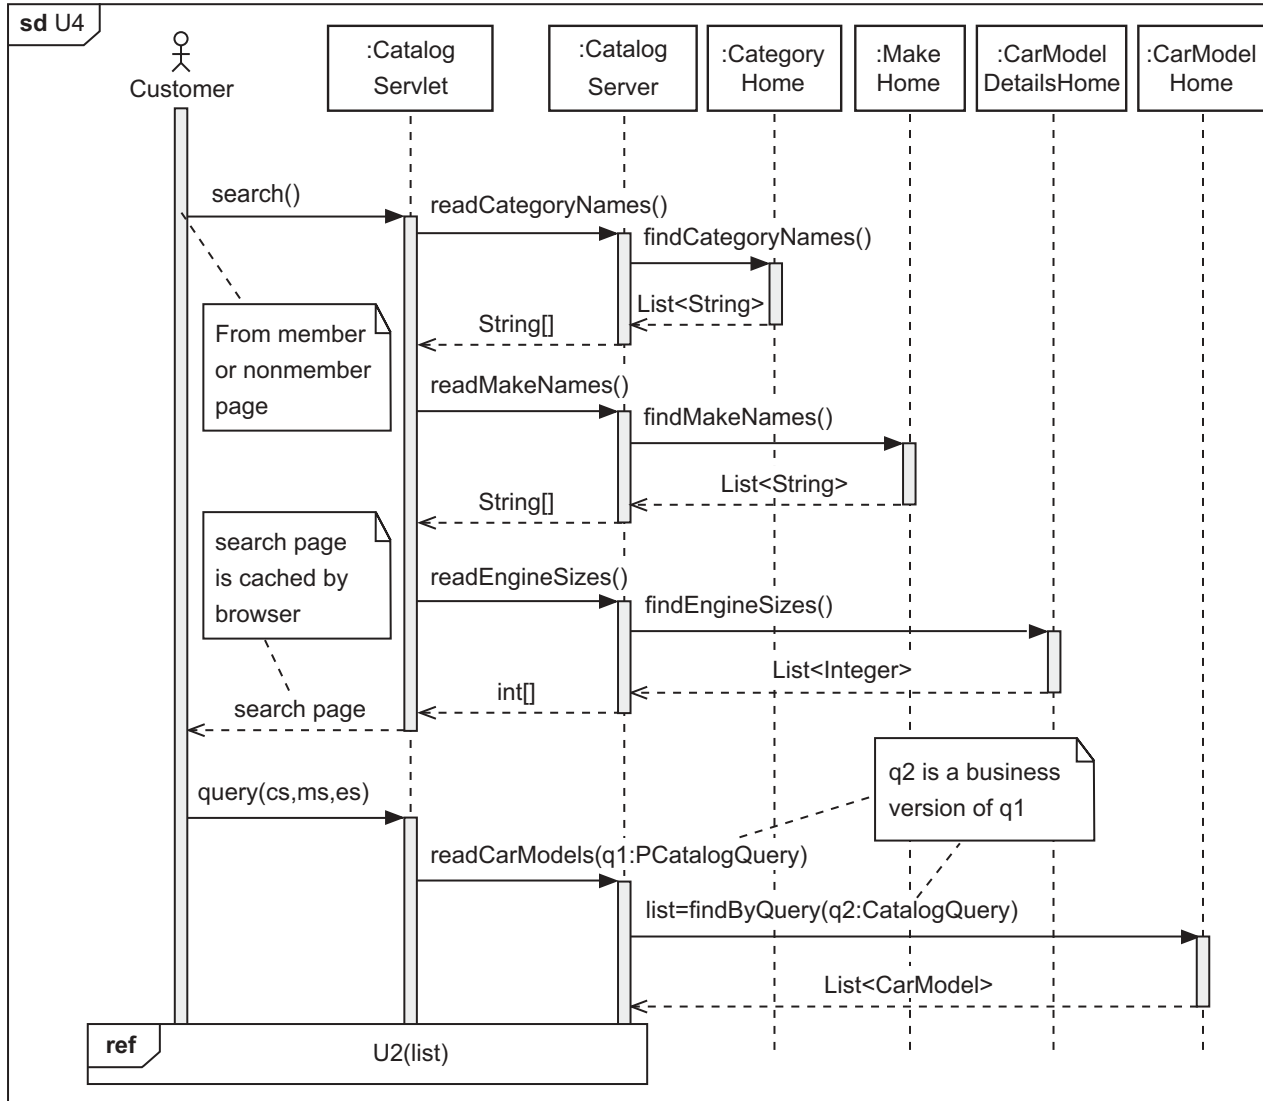 sd U4
Customer
:Catalog
Servlet
:Catalog
Server
:Category
Home
:Make
Home
:CarModel
DetailsHome
:CarModel
Home
search()
readCategoryNames()
findCategoryNames()
List<String>
String[]
From member
or nonmember
page
readMakeNames()
findMakeNames()
List<String>
String[]
search page
is cached by
browser
readEngineSizes()
findEngineSizes()
List<Integer>
int[]
search page
q2 is a business
version of q1
query(cs,ms,es)
readCarModels(q1:PCatalogQuery)
list=findByQuery(q2:CatalogQuery)
List<CarModel>
ref
U2(list)